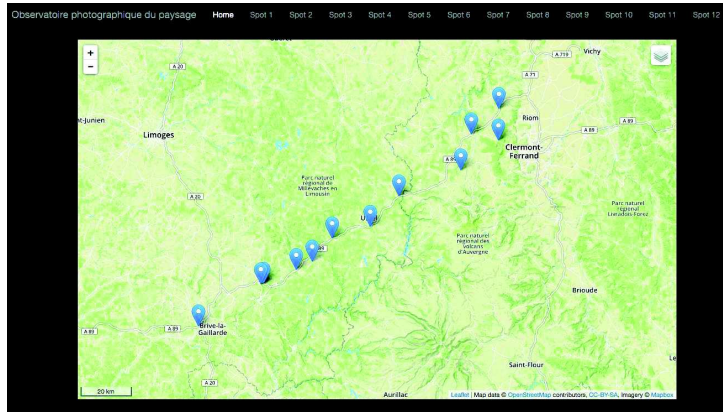 Observatoire photographique du paysage Home Spot 1 Spot 2 Spot 3 Spot 4 Spot 5 Spot 6 Spot 7 Spot 8 Spot 9 Spot 10 Spot 11 Spot 12
+
−
A 719
Vichy
A 20
A 71
nt-Junien
Limoges
Riom
A 89
A 89
Clermont-
Ferrand
Parc naturel
régional de
Millevaches en
Limousin
A 20
Parc naturel
régional
Livradois-Forez
Parc naturel
régional des
volcans
d'Auvergne
Brioude
A 89
A 89
Brive-la-
Gaillarde
Saint-Flour
Le
A 20
20 km
Aurillac
Leaflet | Map data © OpenStreetMap contributors, CC-BY-SA, Imagery © Mapbox